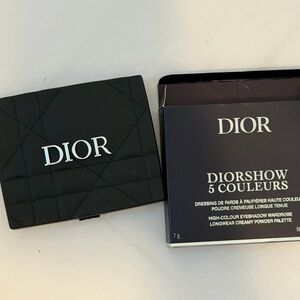 DIOR
DIOR
DIORSHOW
5 COULEURS
DRESSING DE FARDS À PAUPIÈRES HAUTE
POUDRE CRÉMEUSE LONGUE TENUE
HIGH-COLOUR EYESHADOW WARDROBE
LONGWEAR CREAMY POWDER PALETTE
7 g